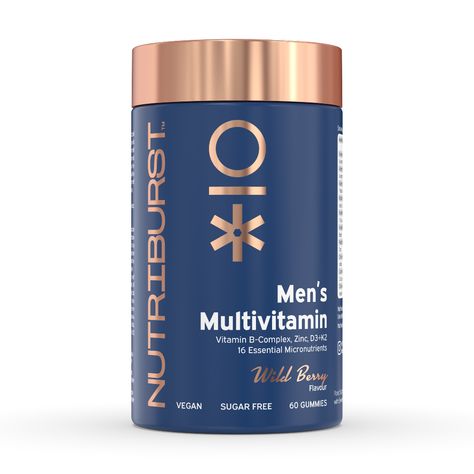 NUTRIBURST™
Men's
Multivitamin
Vitamin B-Complex, Zinc, D3+K2
16 Essential Micronutrients
Wild Berry
Flavour
VEGAN SUGAR FREE 60 GUMMIES